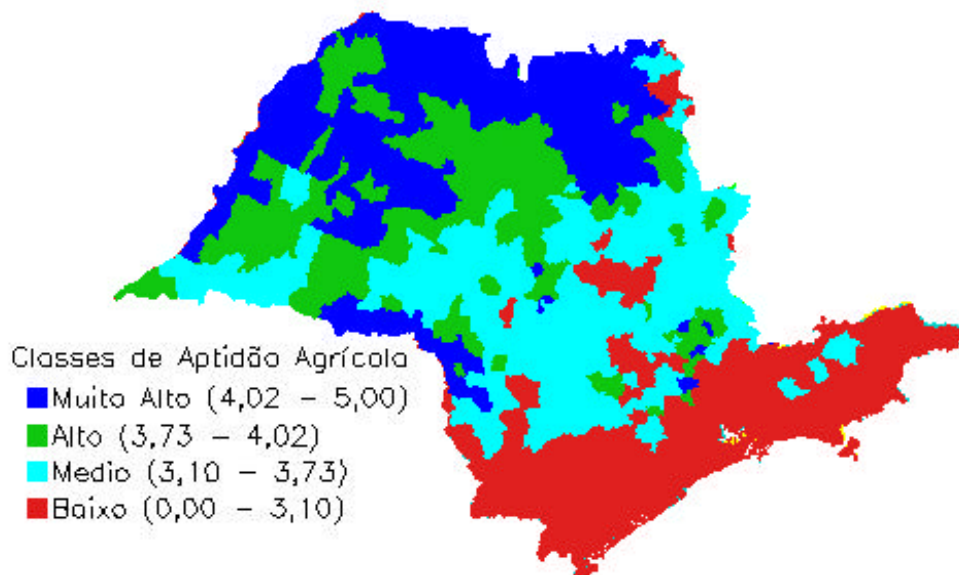 Classes de Aptidão Agrícola
Muito Alto (4,02 - 5,00)
Alto (3,73 - 4,02)
Medio (3,10 - 3,73)
Baixo (0,00 - 3,10)